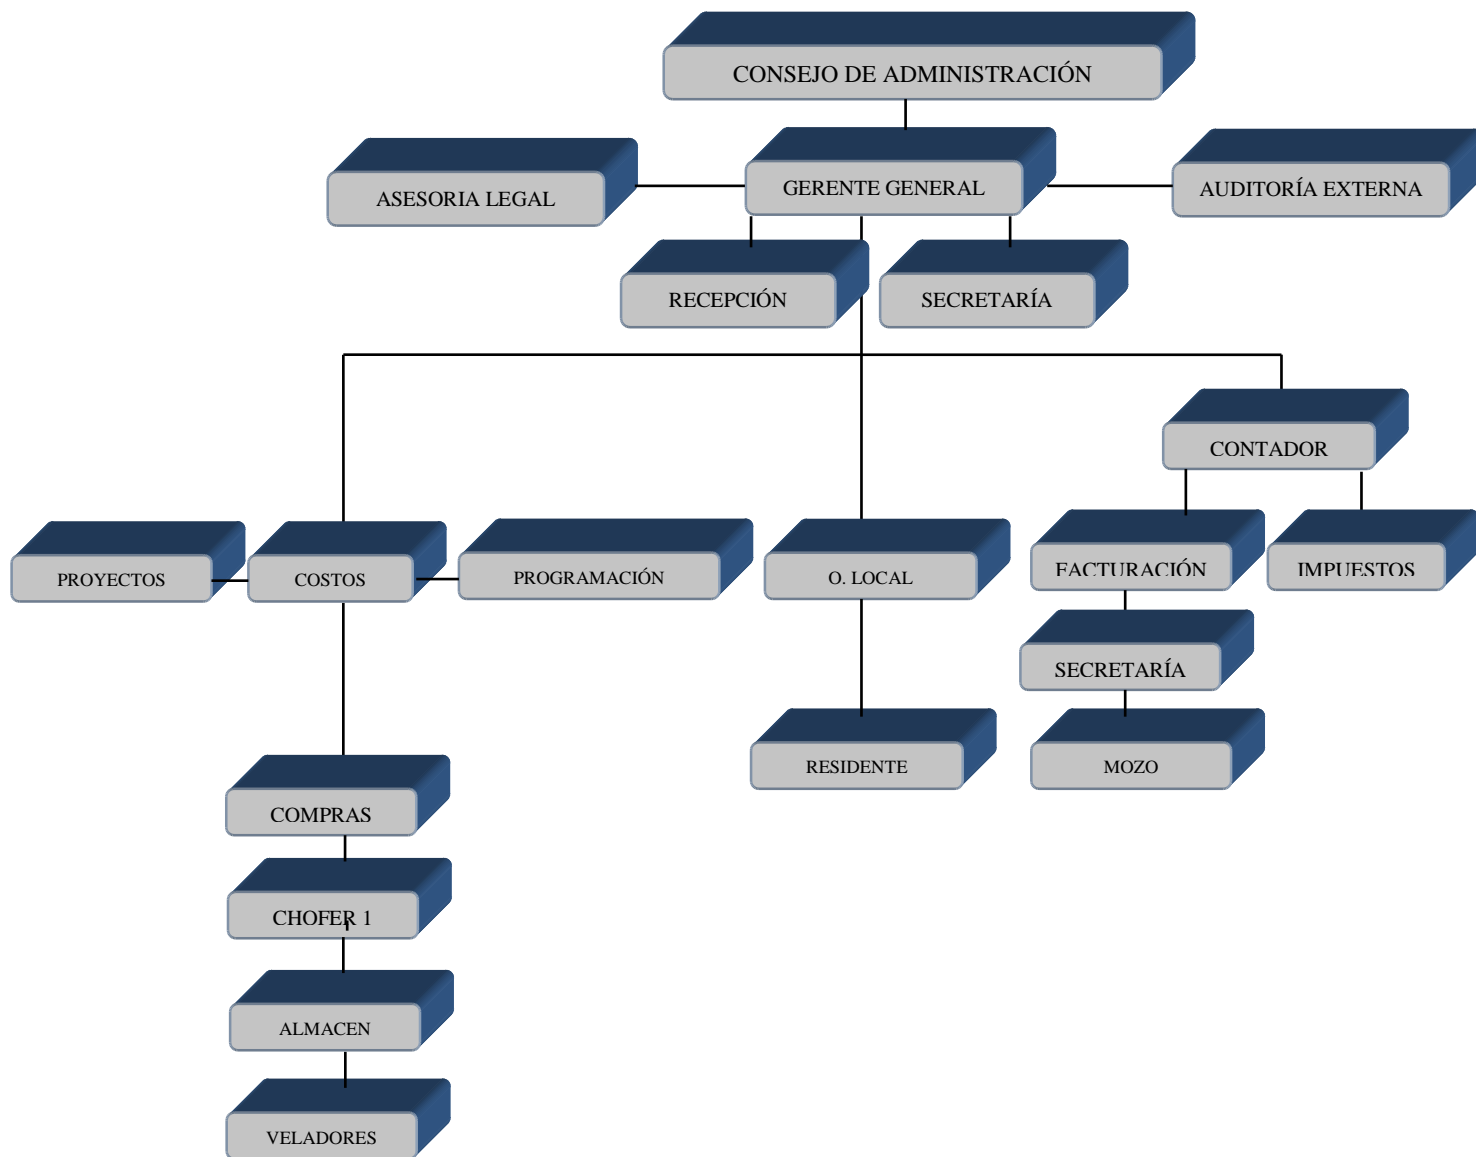 CONSEJO DE ADMINISTRACIÓN
ASESORIA LEGAL
GERENTE GENERAL
AUDITORÍA EXTERNA
RECEPCIÓN
SECRETARÍA
CONTADOR
PROYECTOS
COSTOS
PROGRAMACIÓN
O. LOCAL
FACTURACIÓN
IMPUESTOS
SECRETARÍA
RESIDENTE
MOZO
COMPRAS
CHOFER 1
ALMACEN
VELADORES